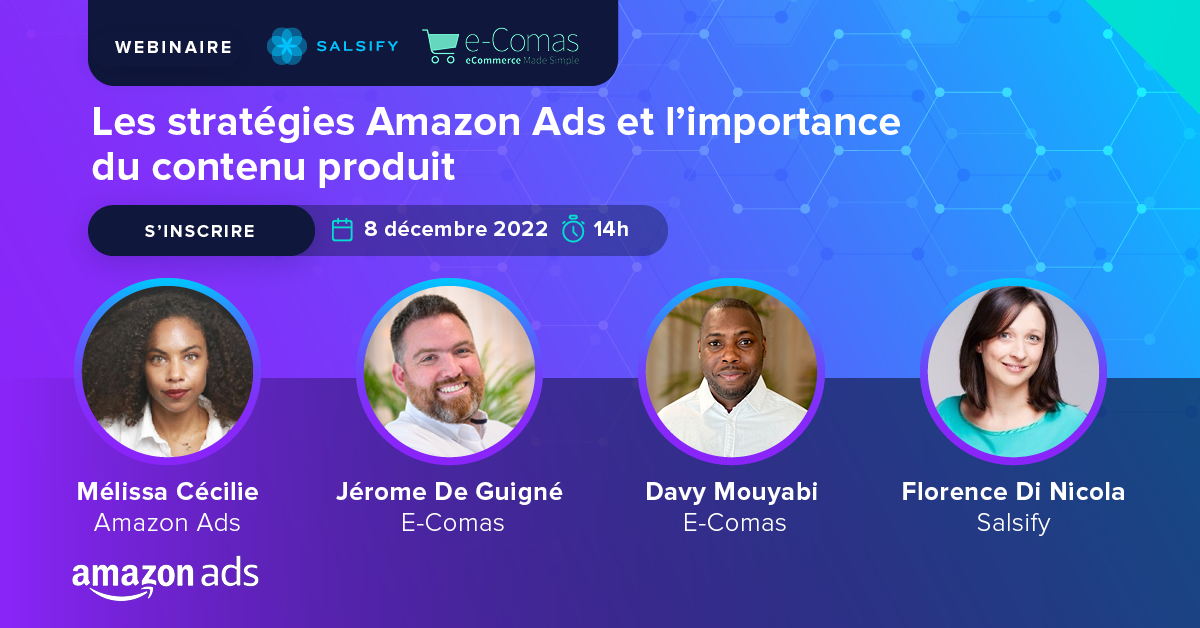 WEBINAIRE
SALSIFY
e-Comas
eCommerce Made Simple
Les stratégies Amazon Ads et l’importance
du contenu produit
S’INSCRIRE
8 décembre 2022
14h
Mélissa Cécilie
Amazon Ads
Jérome De Guigné
E-Comas
Davy Mouyabi
E-Comas
Florence Di Nicola
Salsify
amazon ads